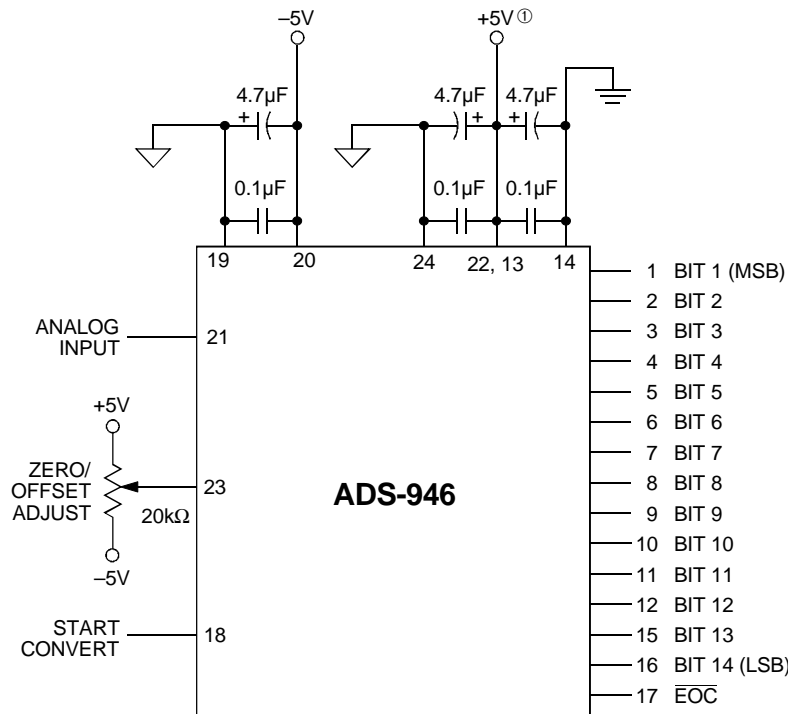 –5V
+5V ①
4.7µF
+
4.7µF
+
4.7µF
+
0.1µF
0.1µF
0.1µF
19
20
24
22, 13
14
ANALOG
INPUT
21
+5V
ZERO/
OFFSET
ADJUST
20kΩ
23
–5V
START
CONVERT
18
ADS-946
1 BIT 1 (MSB)
2 BIT 2
3 BIT 3
4 BIT 4
5 BIT 5
6 BIT 6
7 BIT 7
8 BIT 8
9 BIT 9
10 BIT 10
11 BIT 11
12 BIT 12
15 BIT 13
16 BIT 14 (LSB)
17 EOC